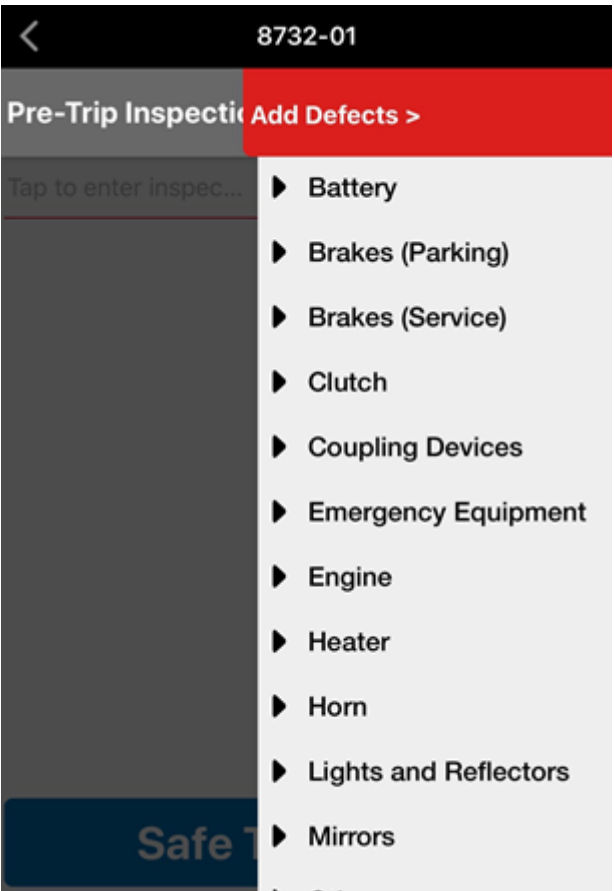 8732-01
Pre-Trip Inspectic
Add Defects >
Tap to enter inspec...
Battery
Brakes (Parking)
Brakes (Service)
Clutch
Coupling Devices
Emergency Equipment
Engine
Heater
Horn
Lights and Reflectors
Mirrors
Safe